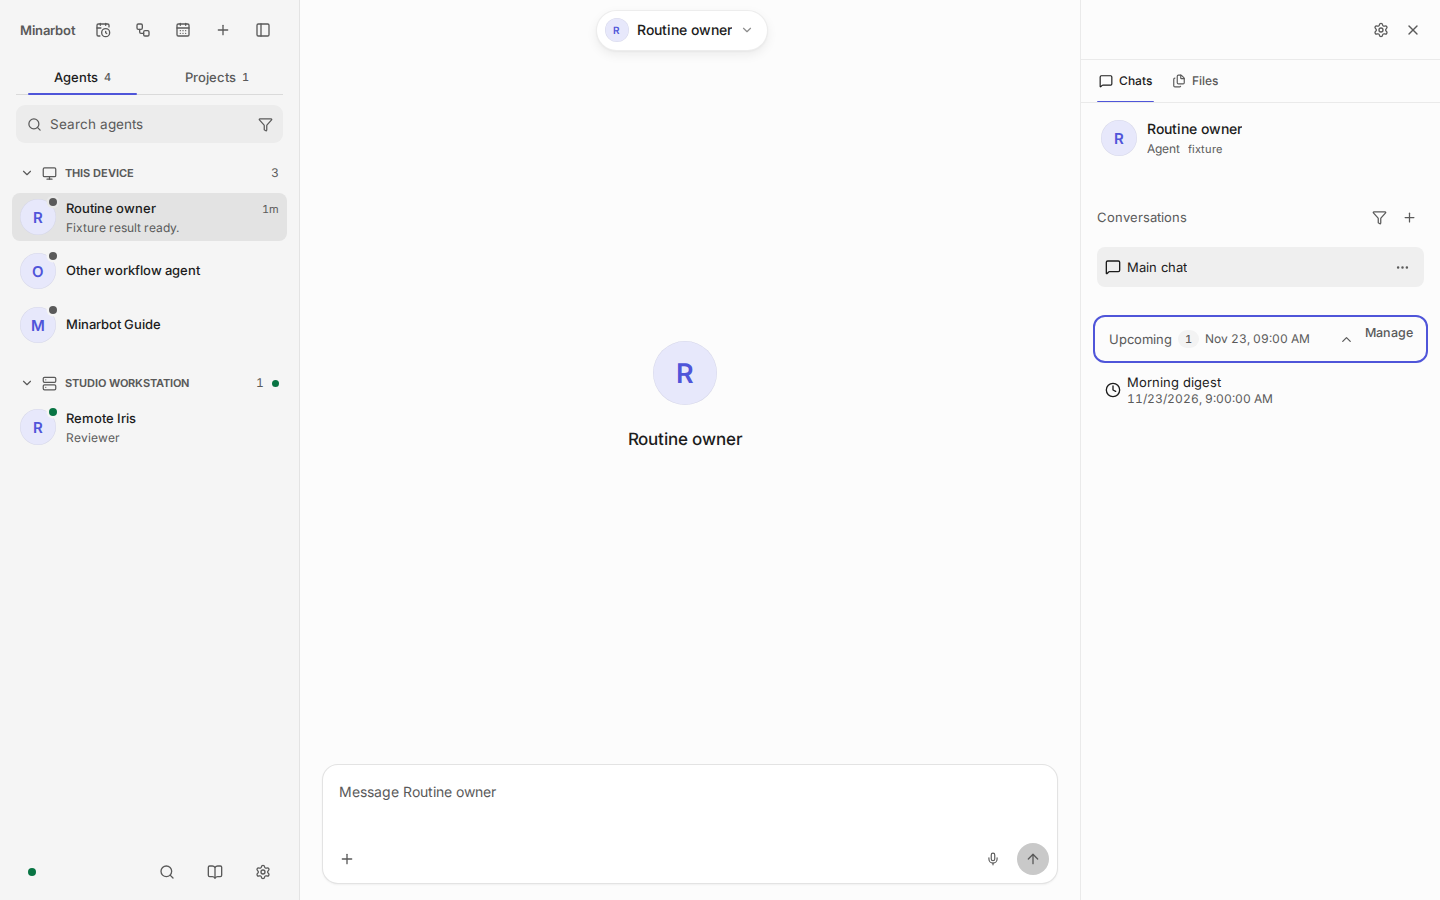 Minarbot
Agents 4
Projects 1
Search agents
THIS DEVICE 3
R
Routine owner 1m
Fixture result ready.
O
Other workflow agent
M
Minarbot Guide
STUDIO WORKSTATION 1
R
Remote Iris
Reviewer
R Routine owner
R
Routine owner
Message Routine owner
Chats
Files
R
Routine owner
Agent fixture
Conversations
Main chat
Upcoming 1 Nov 23, 09:00 AM Manage
Morning digest
11/23/2026, 9:00:00 AM